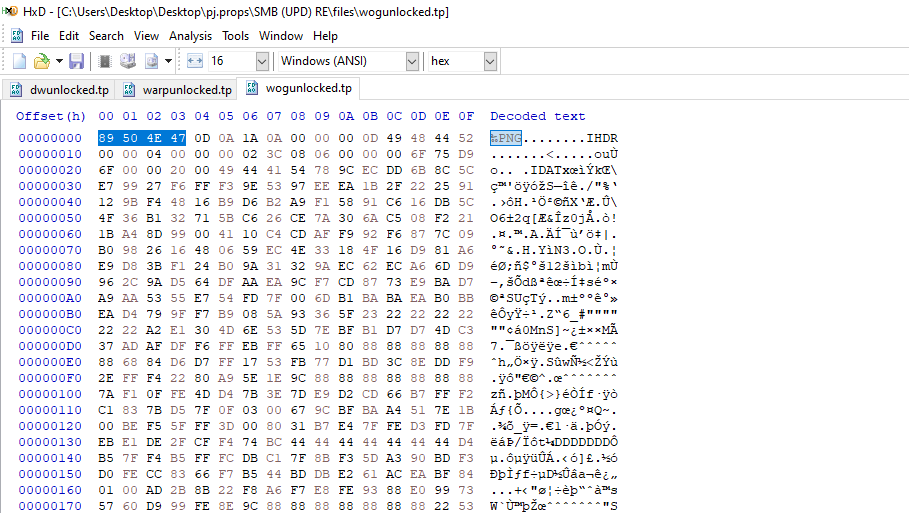 HxD - [C:\Users\Desktop\Desktop\pj.props\SMB (UPD) RE\files\wogunlocked.tp]
File Edit Search View Analysis Tools Window Help
16 Windows (ANSI) hex
dwunlocked.tp warpunlocked.tp wogunlocked.tp
Offset(h) 00 01 02 03 04 05 06 07 08 09 0A 0B 0C 0D 0E 0F Decoded text
00000000 89 50 4E 47 0D 0A 1A 0A 00 00 00 0D 49 48 44 52 ‰PNG........IHDR
00000010 00 00 04 00 00 00 02 3C 08 06 00 00 00 6F 75 D9 .......<.....ouÙ
00000020 6F 00 00 20 00 49 44 41 54 78 9C EC DD 6B 8C 5C o.. .IDATxœìÝkŒ\
00000030 E7 99 27 F6 FF F3 9E 53 97 EE EA 1B 2F 22 25 91 ç™'öÿóžS—îê./"%‘
00000040 12 9B F4 48 16 B9 D6 B2 A9 F1 58 91 C6 16 DB 5C .›ôH.¹Ö²©ñX‘Æ.Û\
00000050 4F 36 B1 32 71 5B C6 26 CE 7A 30 6A C5 08 F2 21 O6±2q[Æ&Îz0jÅ.ò!
00000060 1B A4 8D 99 00 41 10 C4 CD AF F9 92 F6 87 7C 09 .¤.™.A.ÄÍ¯ù’ö‡|.
00000070 B0 98 26 16 48 06 59 EC 4E 33 18 4F 16 D9 81 A6 °˜&.H.YìN3.O.Ù.¦
00000080 E9 D8 3B F1 24 B0 9A 31 32 9A EC 62 EC A6 6D D9 éØ;ñ$°š12šìbì¦mÙ
00000090 96 2C 9A D5 64 DF AA EA 9C F7 CD 87 73 E9 BA D7 –,šÕdßªêœ÷Í‡séº×
000000A0 A9 AA 53 55 E7 54 FD 7F 00 6D B1 BA BA EA B0 BB ©ªSUçTý..m±ººê°»
000000B0 EA D4 79 9F F7 B9 08 5A 93 36 5F 23 22 22 22 22 êÔyŸ÷¹.Z“6_#""""
000000C0 22 22 A2 E1 30 4D 6E 53 5D 7E BF B1 D7 D7 4D C3 ""¢á0MnS]~¿±××MÃ
000000D0 37 AD AF DF F6 FF EB FF 65 10 80 88 88 88 88 88 7.¯ßöÿëÿe.€ˆˆˆˆˆ
000000E0 88 68 84 D6 D7 FF 17 53 FB 77 D1 BD 3C 8E DD F9 ˆh„Ö×ÿ.SûwÑ½<ŽÝù
000000F0 2E FF F4 22 80 A9 5E 1E 9C 88 88 88 88 88 88 88 .ÿô"€©^.œˆˆˆˆˆˆˆ
00000100 7A F1 0F FE 4D D4 7B 3E 7D E9 D2 CD 66 B7 FF F2 zñ.þMÔ{>}éÒÍf·ÿò
00000110 C1 83 7B D5 7F 0F 03 00 67 9C BF BA A4 51 7E 1B Áƒ{Õ....gœ¿º¤Q~.
00000120 00 BE F5 5F FF 3D 00 80 31 B7 E4 7F FE D3 FD 7F .¾õ_ÿ=.€1·ä.þÓý.
00000130 EB E1 DE 2F CF F4 74 BC 44 44 44 44 44 44 44 D4 ëáÞ/Ïôt¼DDDDDDDÔ
00000140 B5 7F F4 B5 FF FC DB C1 7F 8B F3 5D A3 90 BD F3 µ.ôµÿüÛÁ.‹ó]£.½ó
00000150 D0 FE CC 83 66 F7 B5 44 BD DB E2 61 AC EA BF 84 ÐþÌƒf÷µD½Ûâa¬ê¿„
00000160 01 00 AD 2B 8B 22 F8 A6 F7 E8 FE 93 88 E0 99 73 ...+‹"ø¦÷èþ“ˆà™s
00000170 57 60 D9 99 FE 8E 9C 88 88 88 88 88 88 88 22 53 W`Ù™þŽœˆˆˆˆˆˆˆ"S